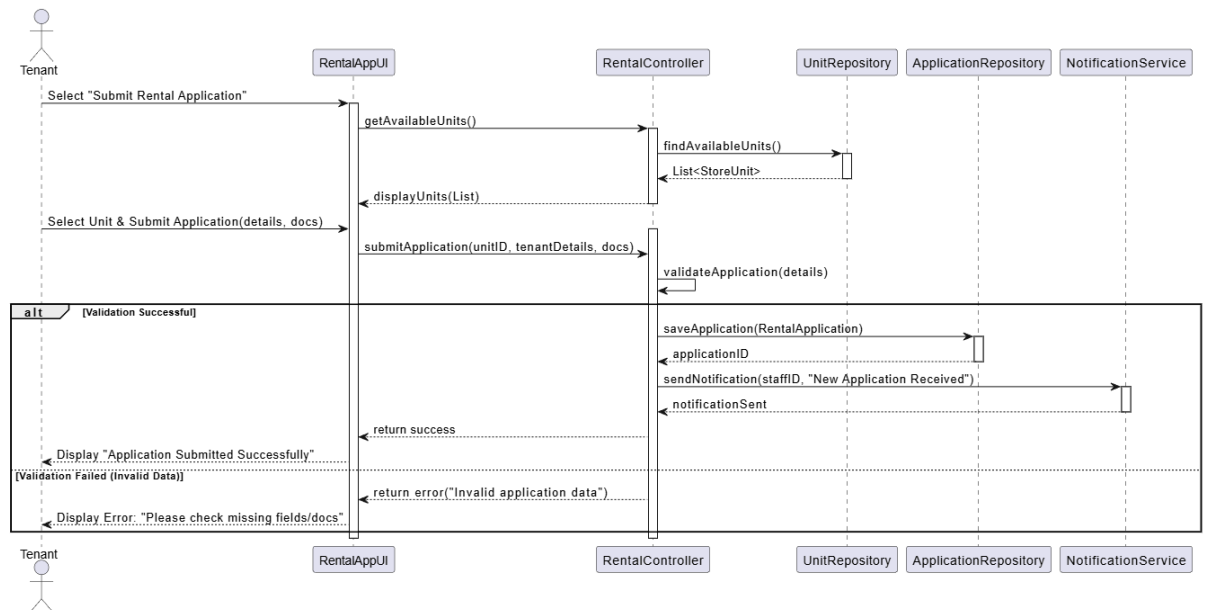 Tenant
RentalAppUI
RentalController
UnitRepository
ApplicationRepository
NotificationService
Select "Submit Rental Application"
getAvailableUnits()
findAvailableUnits()
List<StoreUnit>
displayUnits(List)
Select Unit & Submit Application(details, docs)
submitApplication(unitID, tenantDetails, docs)
validateApplication(details)
alt
[Validation Successful]
saveApplication(RentalApplication)
applicationID
sendNotification(staffID, "New Application Received")
notificationSent
return success
Display "Application Submitted Successfully"
[Validation Failed (Invalid Data)]
return error("Invalid application data")
Display Error: "Please check missing fields/docs"
Tenant
RentalAppUI
RentalController
UnitRepository
ApplicationRepository
NotificationService